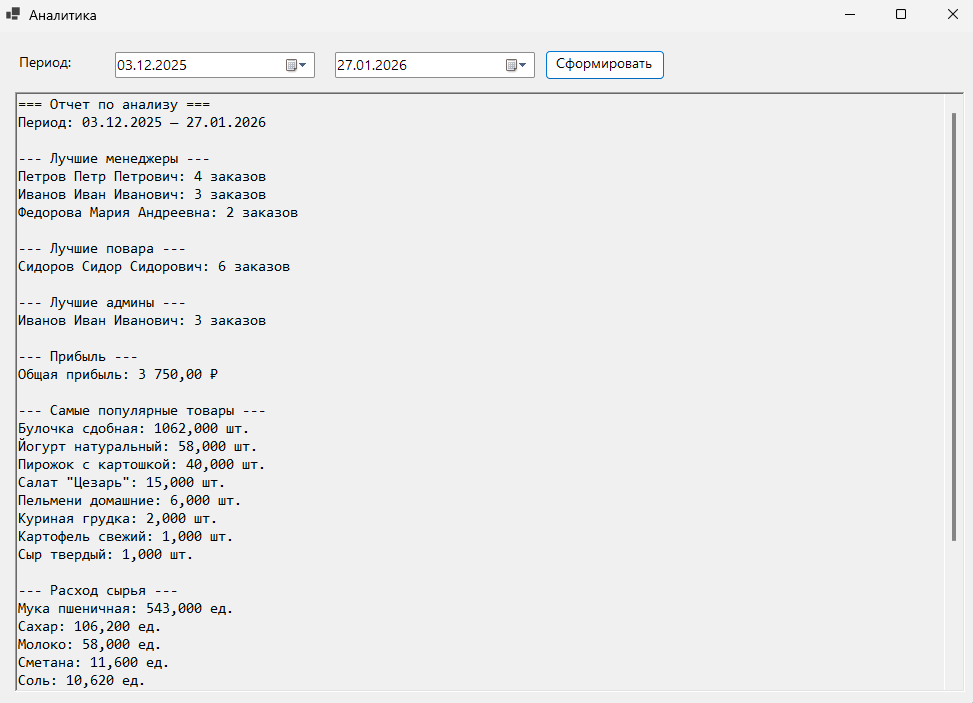 Аналитика
Период: 03.12.2025 27.01.2026 Сформировать
=== Отчет по анализу ===
Период: 03.12.2025 – 27.01.2026
--- Лучшие менеджеры ---
Петров Петр Петрович: 4 заказов
Иванов Иван Иванович: 3 заказов
Федорова Мария Андреевна: 2 заказов
--- Лучшие повара ---
Сидоров Сидор Сидорович: 6 заказов
--- Лучшие админы ---
Иванов Иван Иванович: 3 заказов
--- Прибыль ---
Общая прибыль: 3 750,00 ₽
--- Самые популярные товары ---
Булочка сдобная: 1062,000 шт.
Йогурт натуральный: 58,000 шт.
Пирожок с картошкой: 40,000 шт.
Салат "Цезарь": 15,000 шт.
Пельмени домашние: 6,000 шт.
Куриная грудка: 2,000 шт.
Картофель свежий: 1,000 шт.
Сыр твердый: 1,000 шт.
--- Расход сырья ---
Мука пшеничная: 543,000 ед.
Сахар: 106,200 ед.
Молоко: 58,000 ед.
Сметана: 11,600 ед.
Соль: 10,620 ед.